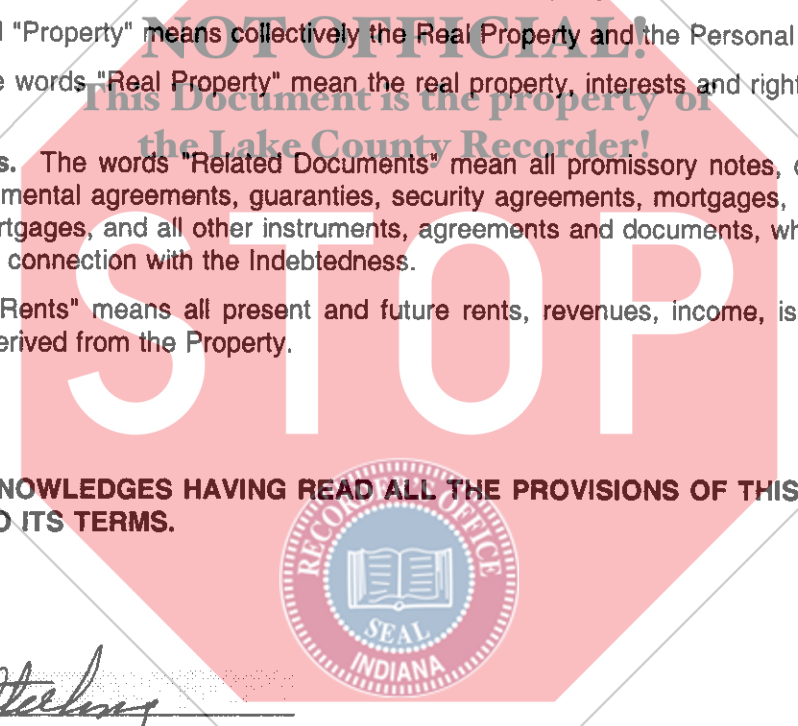 NOT OFFICIAL!
"Property" means collectively the Real Property and the Personal
words "Real Property" mean the real property, interests and right
This Document is the property of
the Lake County Recorder!
s. The words "Related Documents" mean all promissory notes,
mental agreements, guaranties, security agreements, mortgages,
rtgages, and all other instruments, agreements and documents, wh
connection with the Indebtedness.
Rents" means all present and future rents, revenues, income, is
erived from the Property.
STOP
NOWLEDGES HAVING READ ALL THE PROVISIONS OF THIS
O ITS TERMS.
RECORDER'S OFFICE
SEAL
INDIANA
Sterling